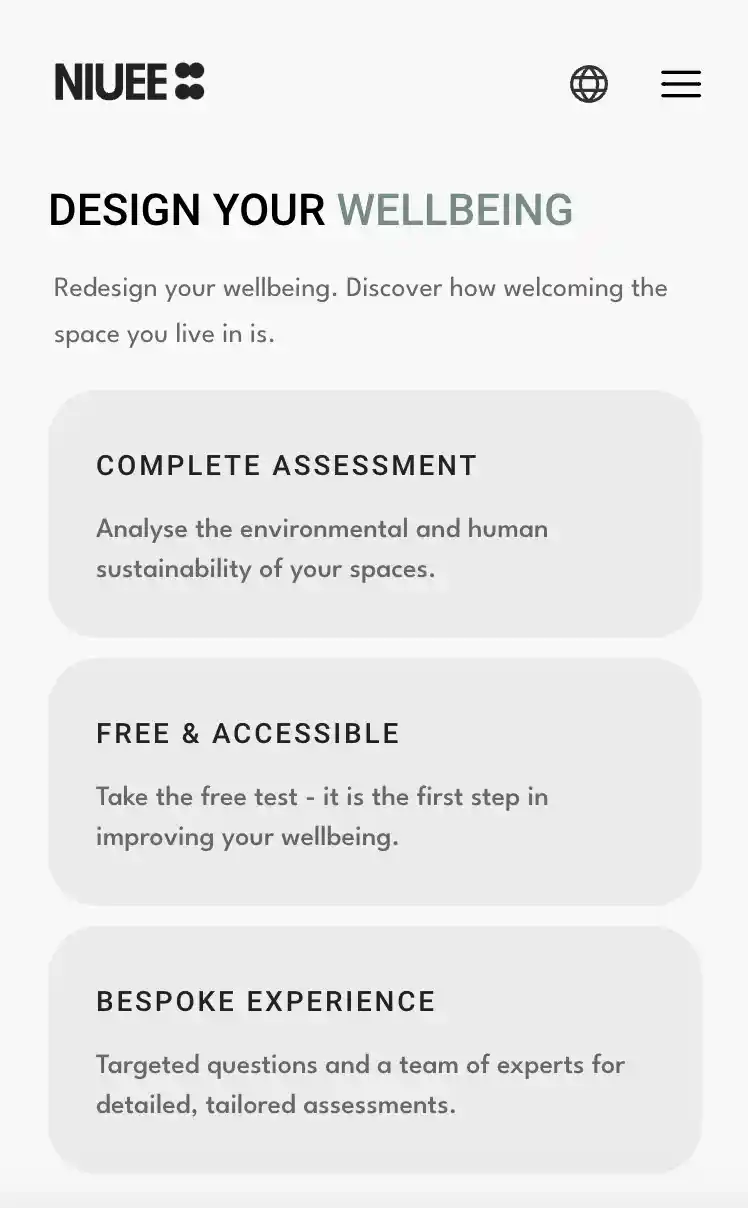 NIUEE
DESIGN YOUR WELLBEING
Redesign your wellbeing. Discover how welcoming the
space you live in is.
COMPLETE ASSESSMENT
Analyse the environmental and human
sustainability of your spaces.
FREE & ACCESSIBLE
Take the free test - it is the first step in
improving your wellbeing.
BESPOKE EXPERIENCE
Targeted questions and a team of experts for
detailed, tailored assessments.